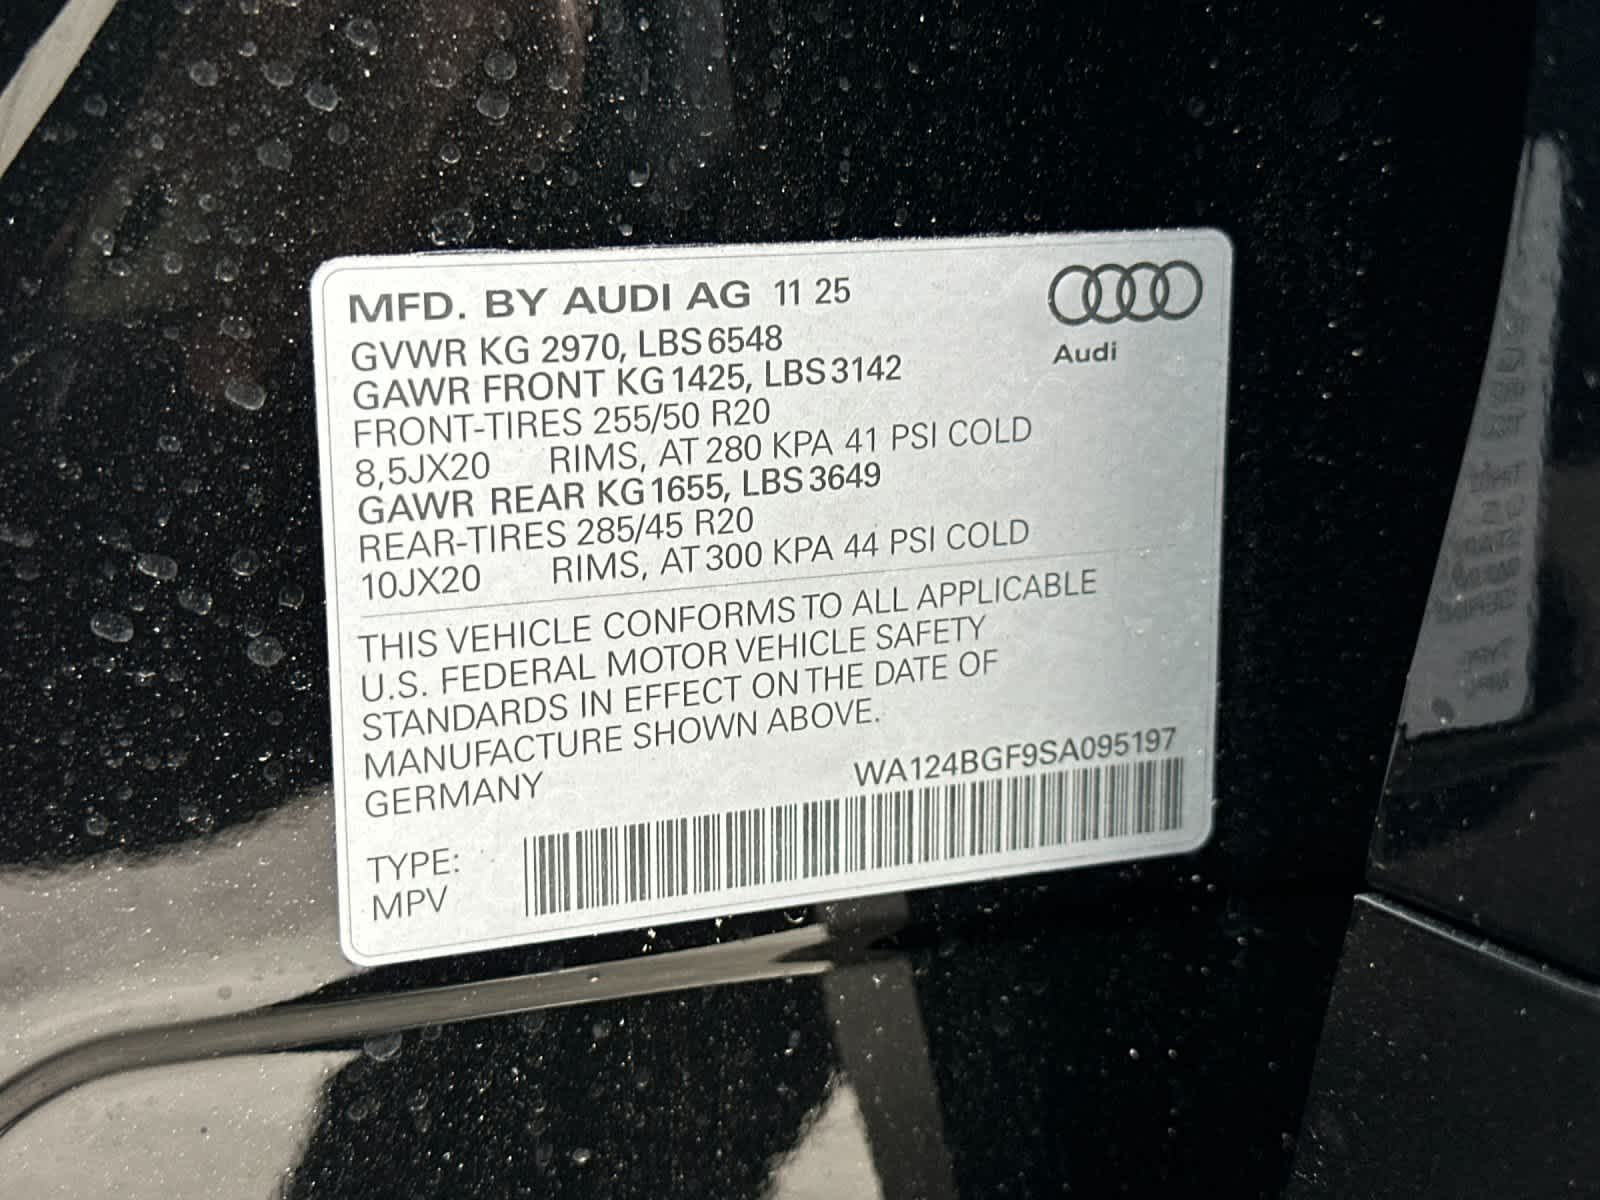 MFD. BY AUDI AG 11 25
GVWR KG 2970, LBS 6548
GAWR FRONT KG 1425, LBS 3142
FRONT-TIRES 255/50 R20
8,5JX20 RIMS, AT 280 KPA 41 PSI COLD
GAWR REAR KG 1655, LBS 3649
REAR-TIRES 285/45 R20
10JX20 RIMS, AT 300 KPA 44 PSI COLD
THIS VEHICLE CONFORMS TO ALL APPLICABLE
U.S. FEDERAL MOTOR VEHICLE SAFETY
STANDARDS IN EFFECT ON THE DATE OF
MANUFACTURE SHOWN ABOVE.
GERMANY
WA124BGF9SA095197
TYPE:
MPV
Audi